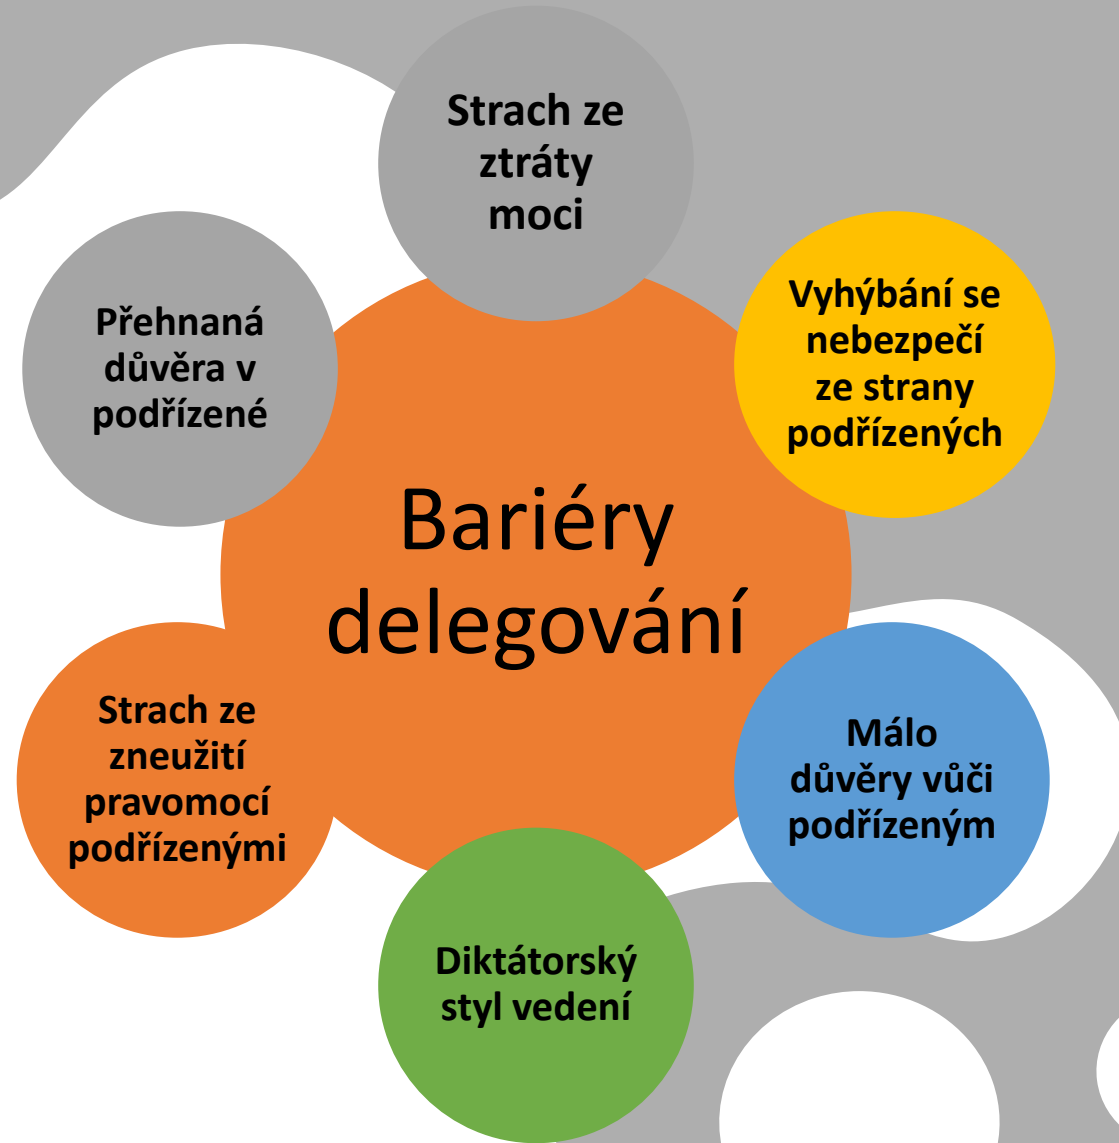 Bariéry
delegování
Strach ze
ztráty
moci
Vyhýbání se
nebezpečí
ze strany
podřízených
Málo
důvěry vůči
podřízeným
Diktátorský
styl vedení
Strach ze
zneužití
pravomocí
podřízenými
Přehnaná
důvěra v
podřízené